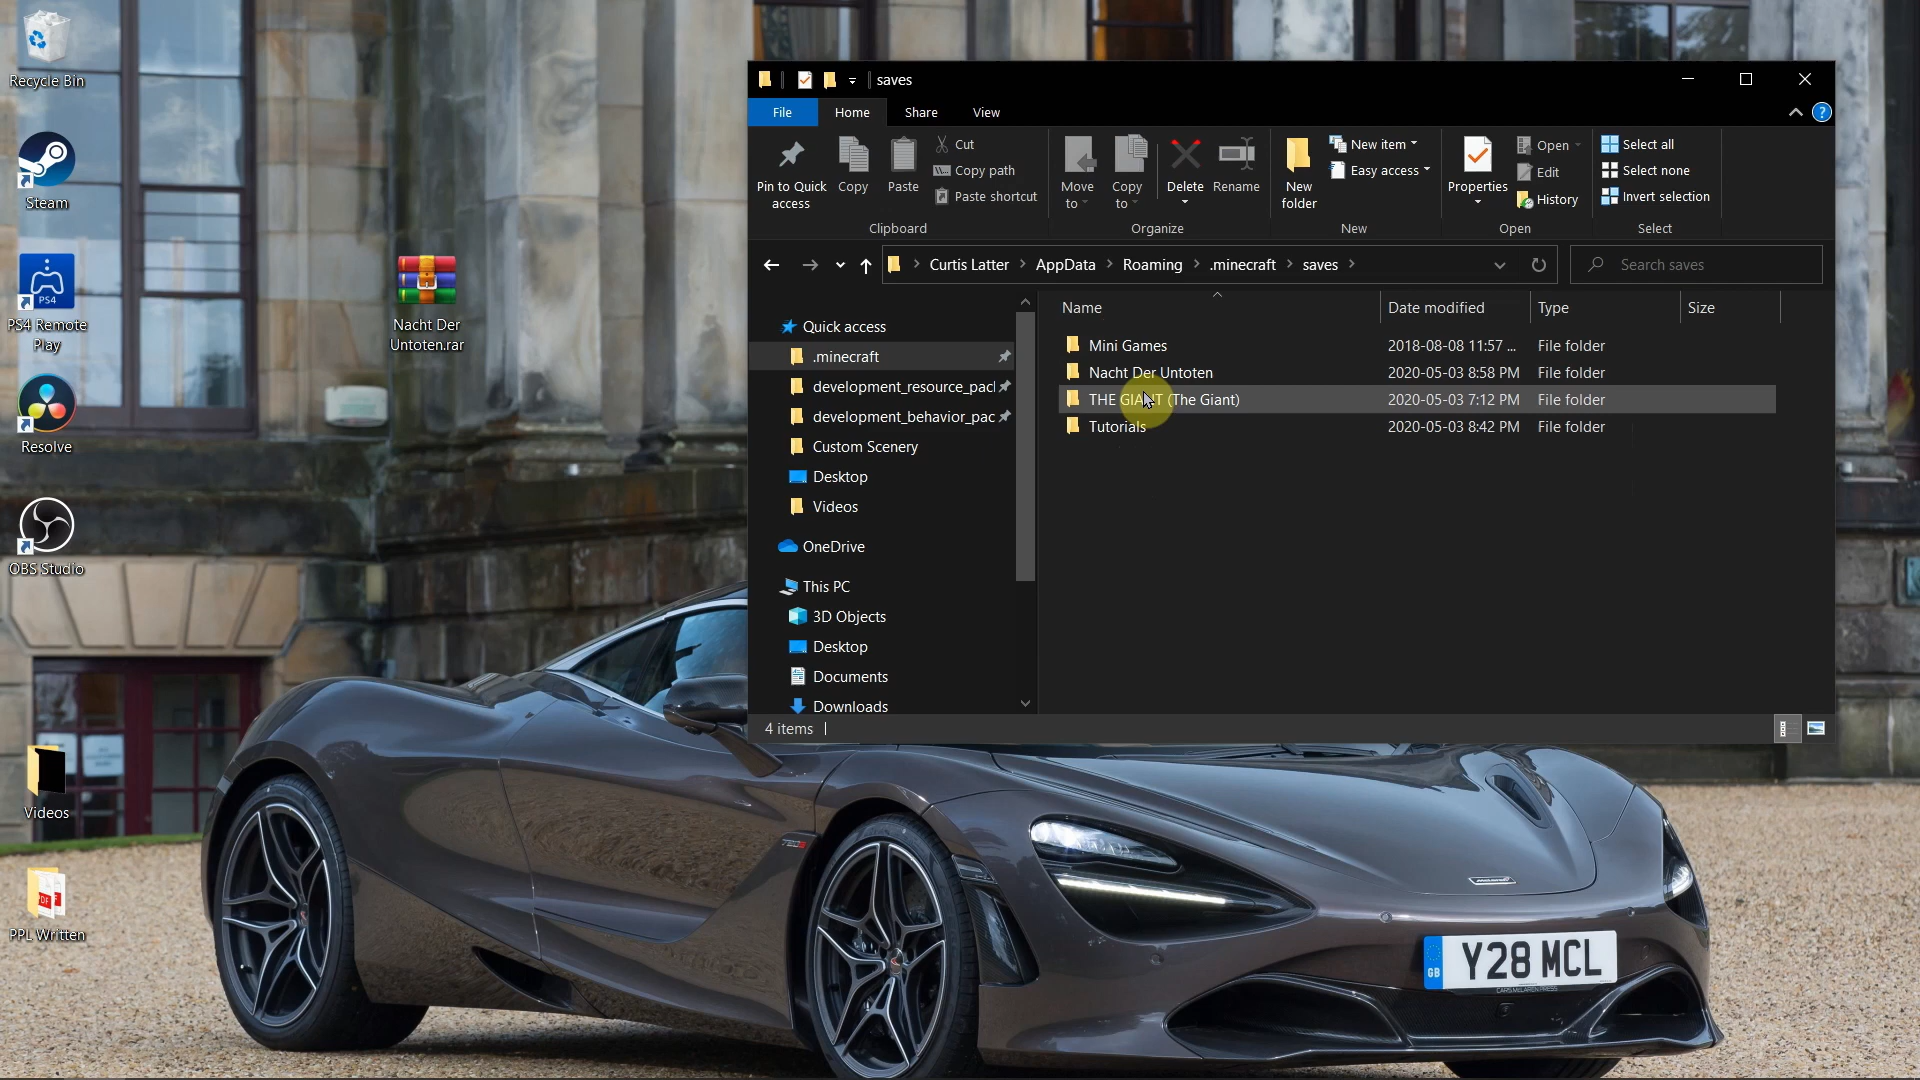 Recycle Bin
Steam
PS4
PS4 Remote
Play
Resolve
OBS Studio
Videos
PDF
PPL Written
Nacht Der
Untoten.rar
saves
File
Home
Share
View
Pin to Quick
access
Copy
Paste
Cut
Copy path
Paste shortcut
Clipboard
Move
to
Copy
to
Delete
Rename
Organize
New
folder
New item
Easy access
New
Properties
Open
Edit
History
Open
Select all
Select none
Invert selection
Select
Curtis Latter
AppData
Roaming
.minecraft
saves
Search saves
Quick access
.minecraft
development_resource_pac
development_behavior_pac
Custom Scenery
Desktop
Videos
OneDrive
This PC
3D Objects
Desktop
Documents
Downloads
Name Date modified Type Size
Mini Games 2018-08-08 11:57 ... File folder
Nacht Der Untoten 2020-05-03 8:58 PM File folder
THE GIANT (The Giant) 2020-05-03 7:12 PM File folder
Tutorials 2020-05-03 8:42 PM File folder
4 items
720S
GB
Y28 MCL